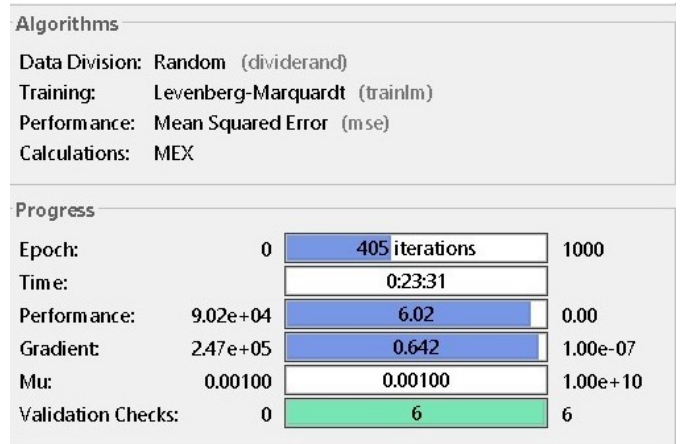 Algorithms
Data Division: Random (dividerand)
Training: Levenberg-Marquardt (trainlm)
Performance: Mean Squared Error (mse)
Calculations: MEX
Progress
Epoch: 0 405 iterations 1000
Time: 0:23:31
Performance: 9.02e+04 6.02 0.00
Gradient: 2.47e+05 0.642 1.00e-07
Mu: 0.00100 0.00100 1.00e+10
Validation Checks: 0 6 6